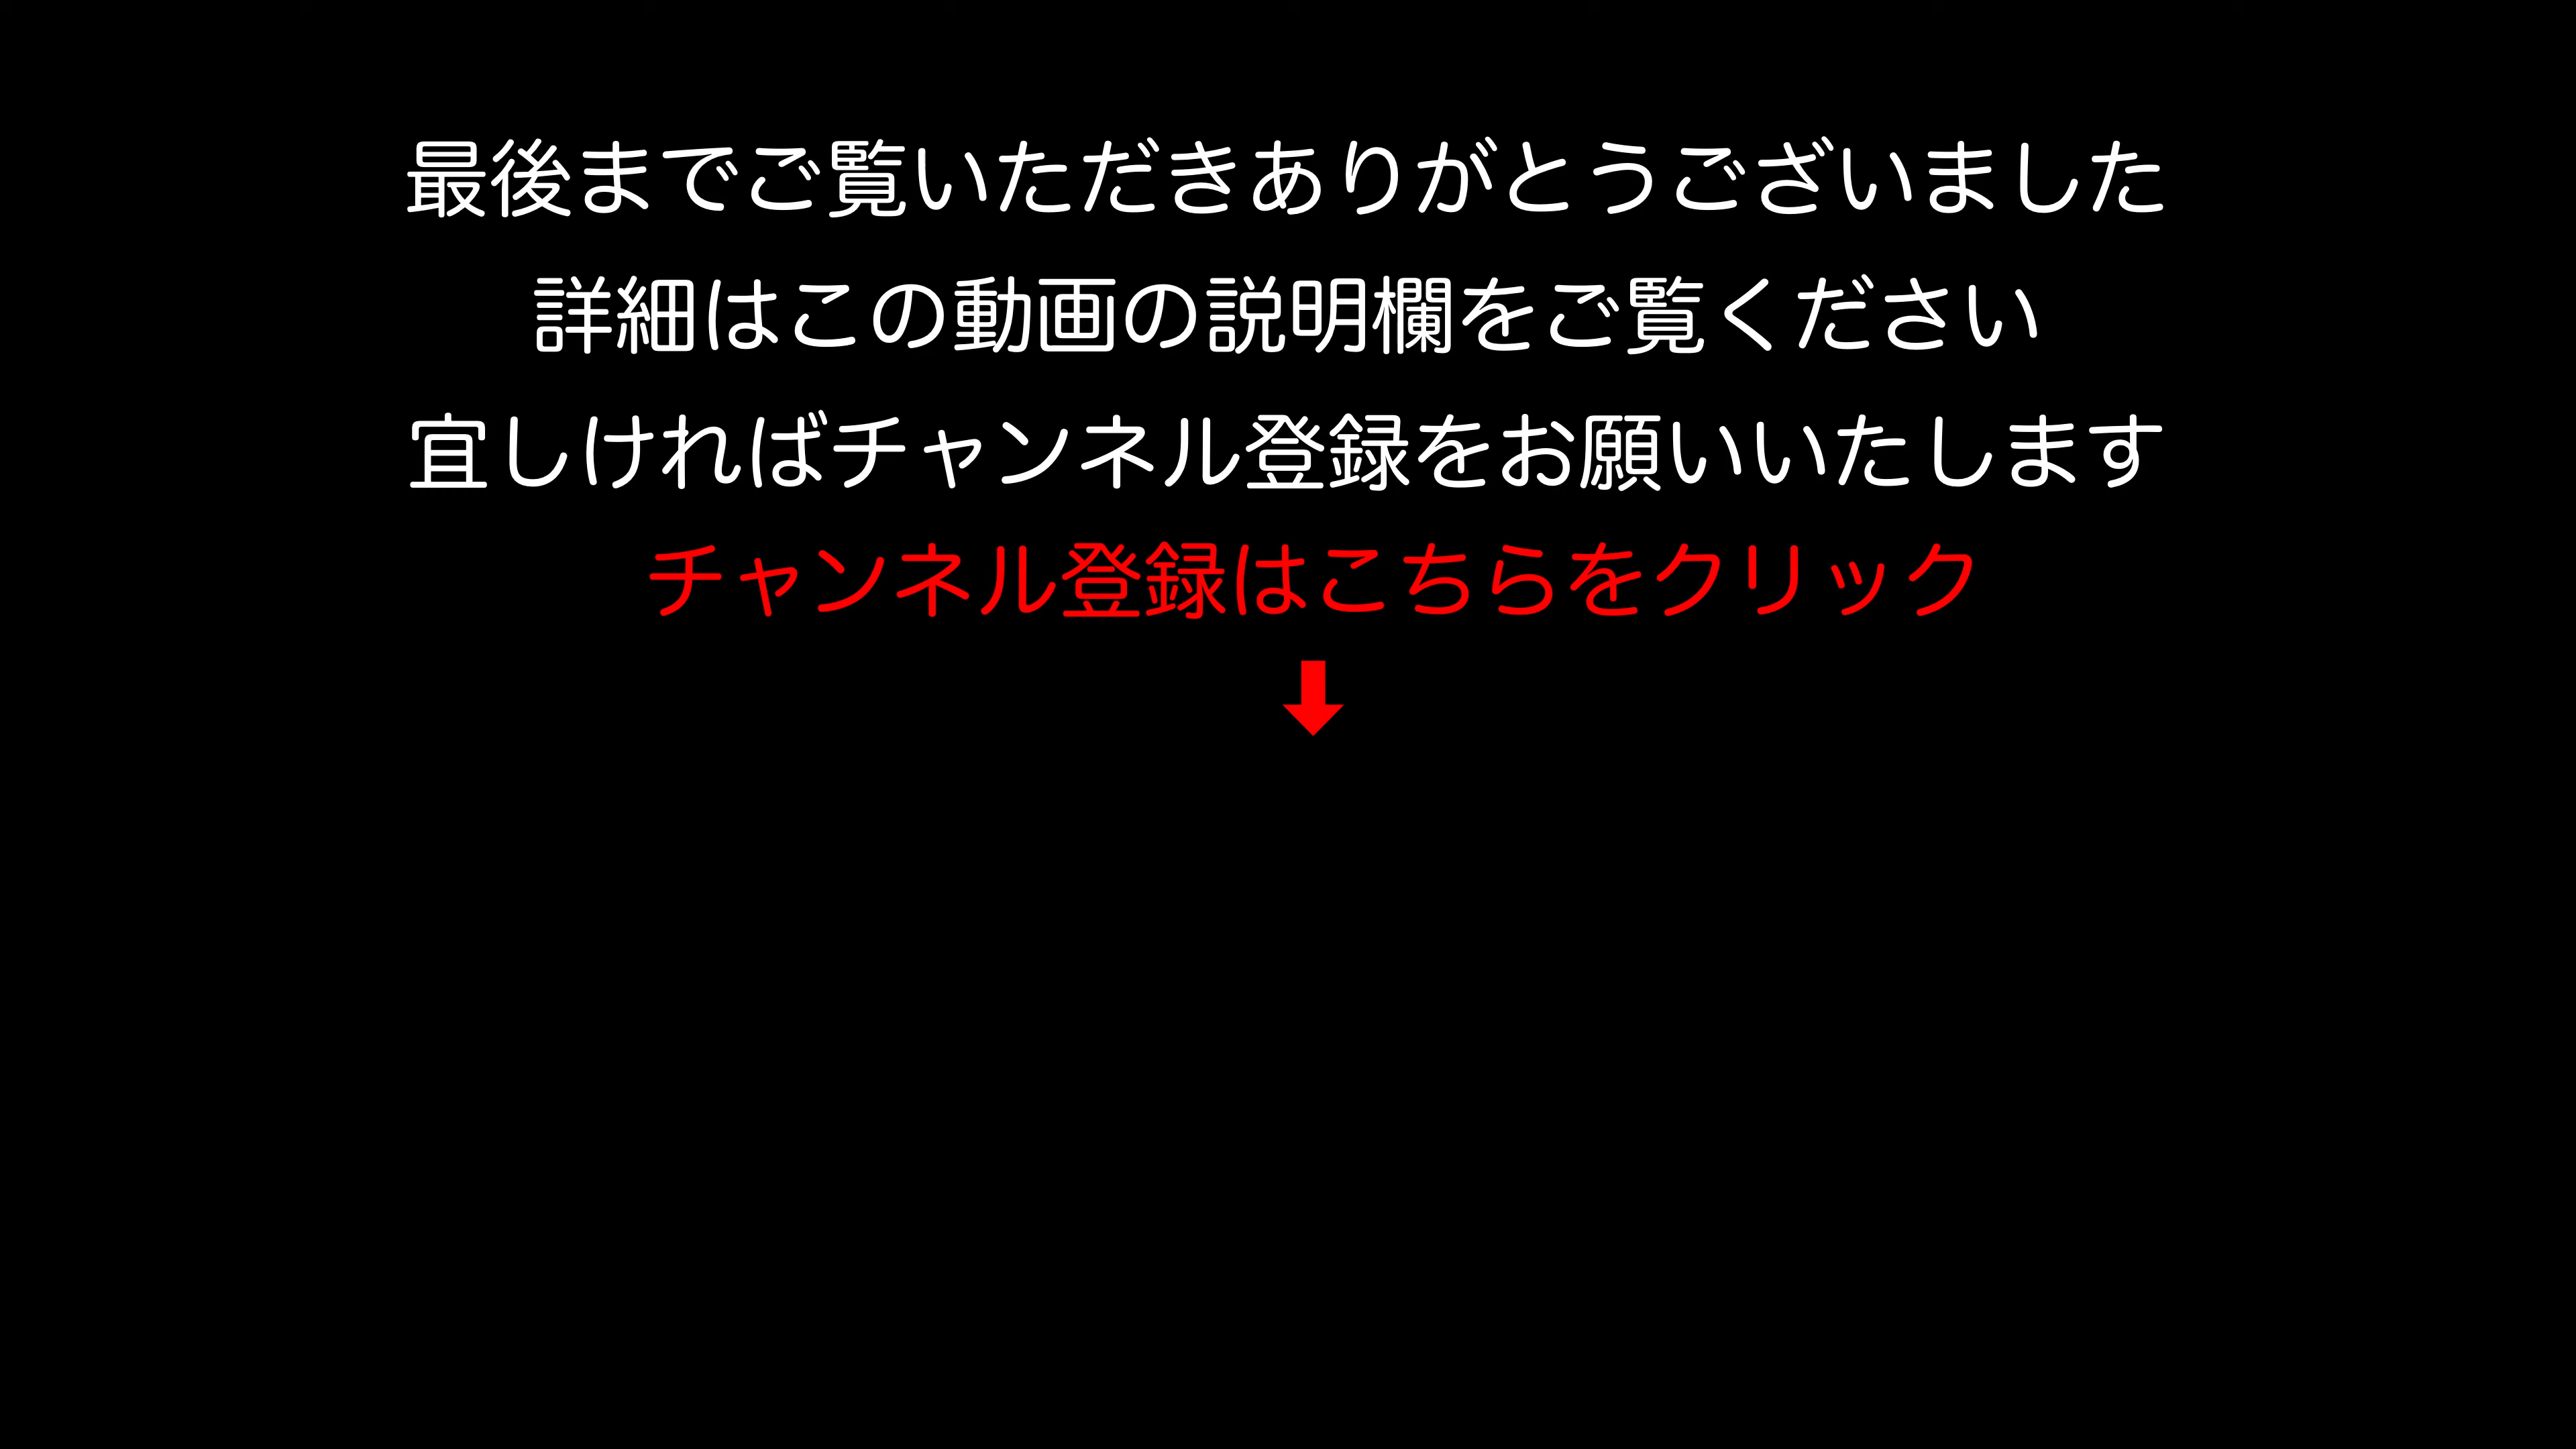 最後までご覧いただきありがとうございました
詳細はこの動画の説明欄をご覧ください
宜しければチャンネル登録をお願いいたします
チャンネル登録はこちらをクリック